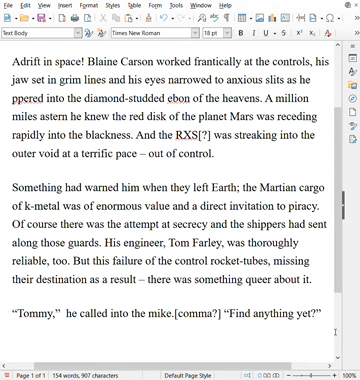 File Edit View Insert Format Styles Table Form Tools Window Help
Text Body Times New Roman 18 pt
Adrift in space! Blaine Carson worked frantically at the controls, his
jaw set in grim lines and his eyes narrowed to anxious slits as he
ppered into the diamond-studded ebon of the heavens. A million
miles astern he knew the red disk of the planet Mars was receding
rapidly into the blackness. And the RXS[?] was streaking into the
outer void at a terrific pace – out of control.
Something had warned him when they left Earth; the Martian cargo
of k-metal was of enormous value and a direct invitation to piracy.
Of course there was the attempt at secrecy and the shippers had sent
along those guards. His engineer, Tom Farley, was thoroughly
reliable, too. But this failure of the control rocket-tubes, missing
their destination as a result – there was something queer about it.
“Tommy,” he called into the mike.[comma?] “Find anything yet?”
Page 1 of 1 154 words, 907 characters Default Page Style 100%